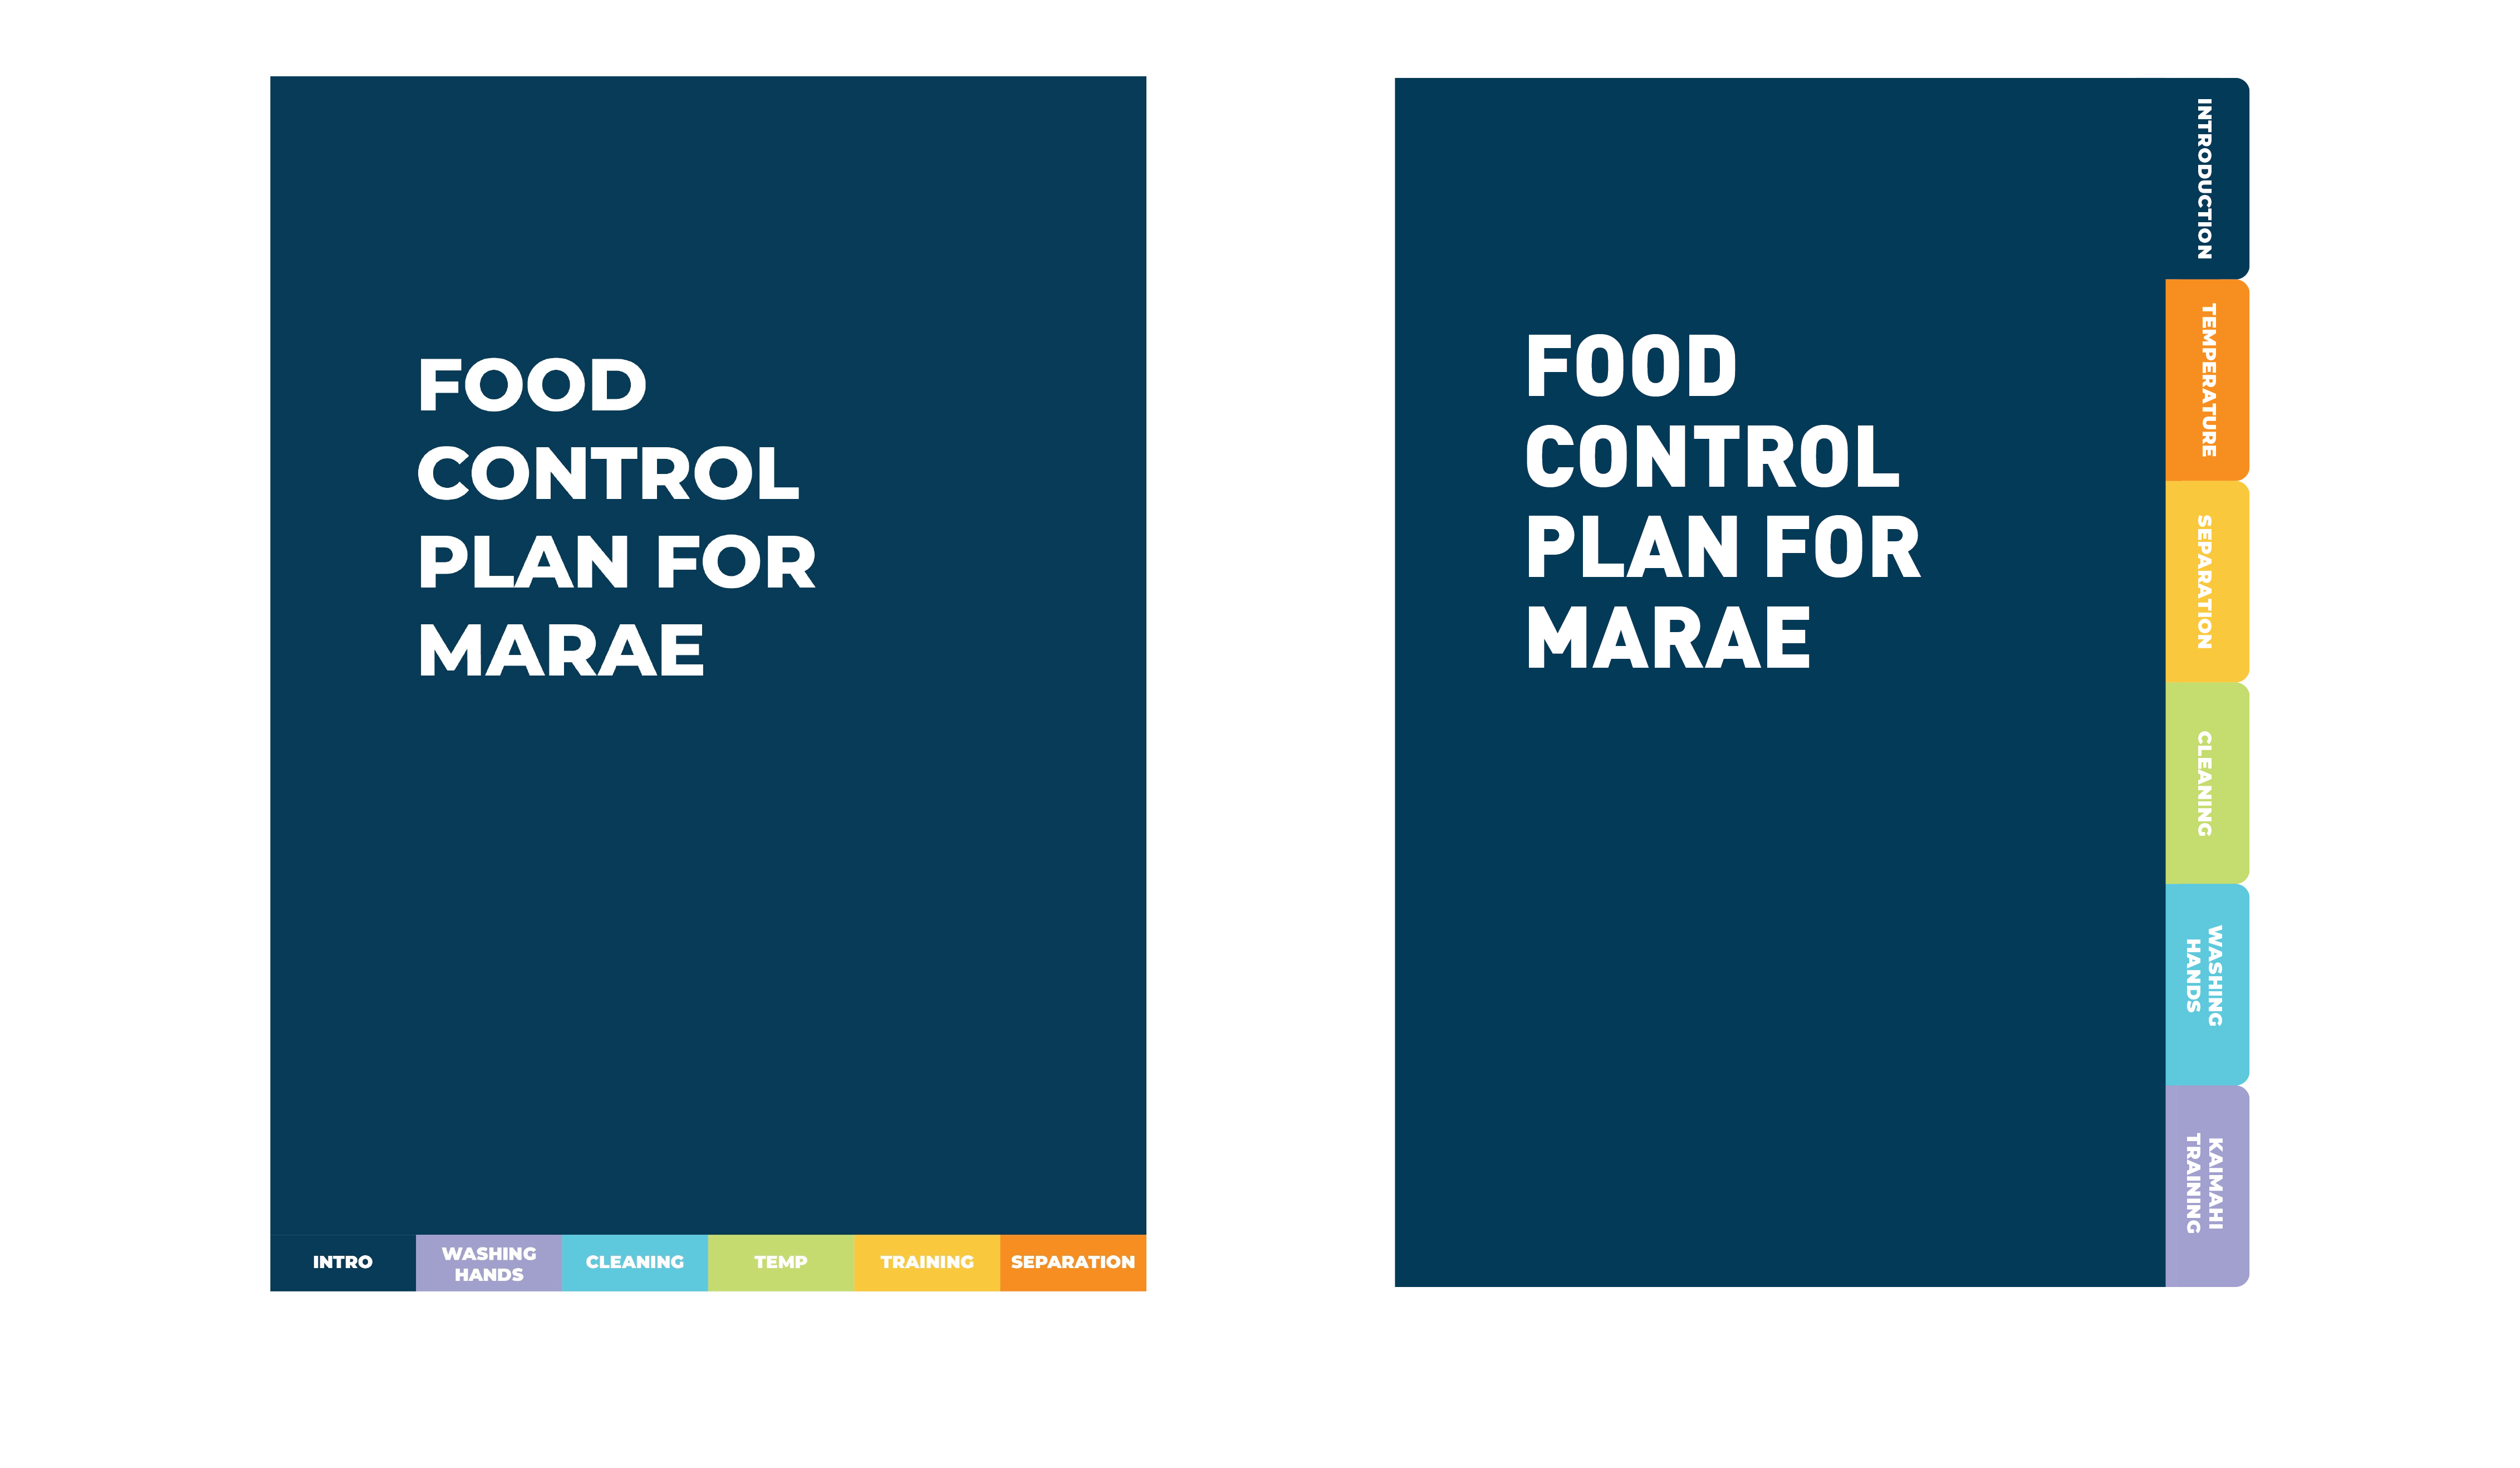 FOOD
CONTROL
PLAN FOR
MARAE
INTRO
WASHING
HANDS
CLEANING
TEMP
TRAINING
SEPARATION
FOOD
CONTROL
PLAN FOR
MARAE
INTRODUCTION
TEMPERATURE
SEPARATION
CLEANING
WASHING
HANDS
KAIMAHI
TRAINING